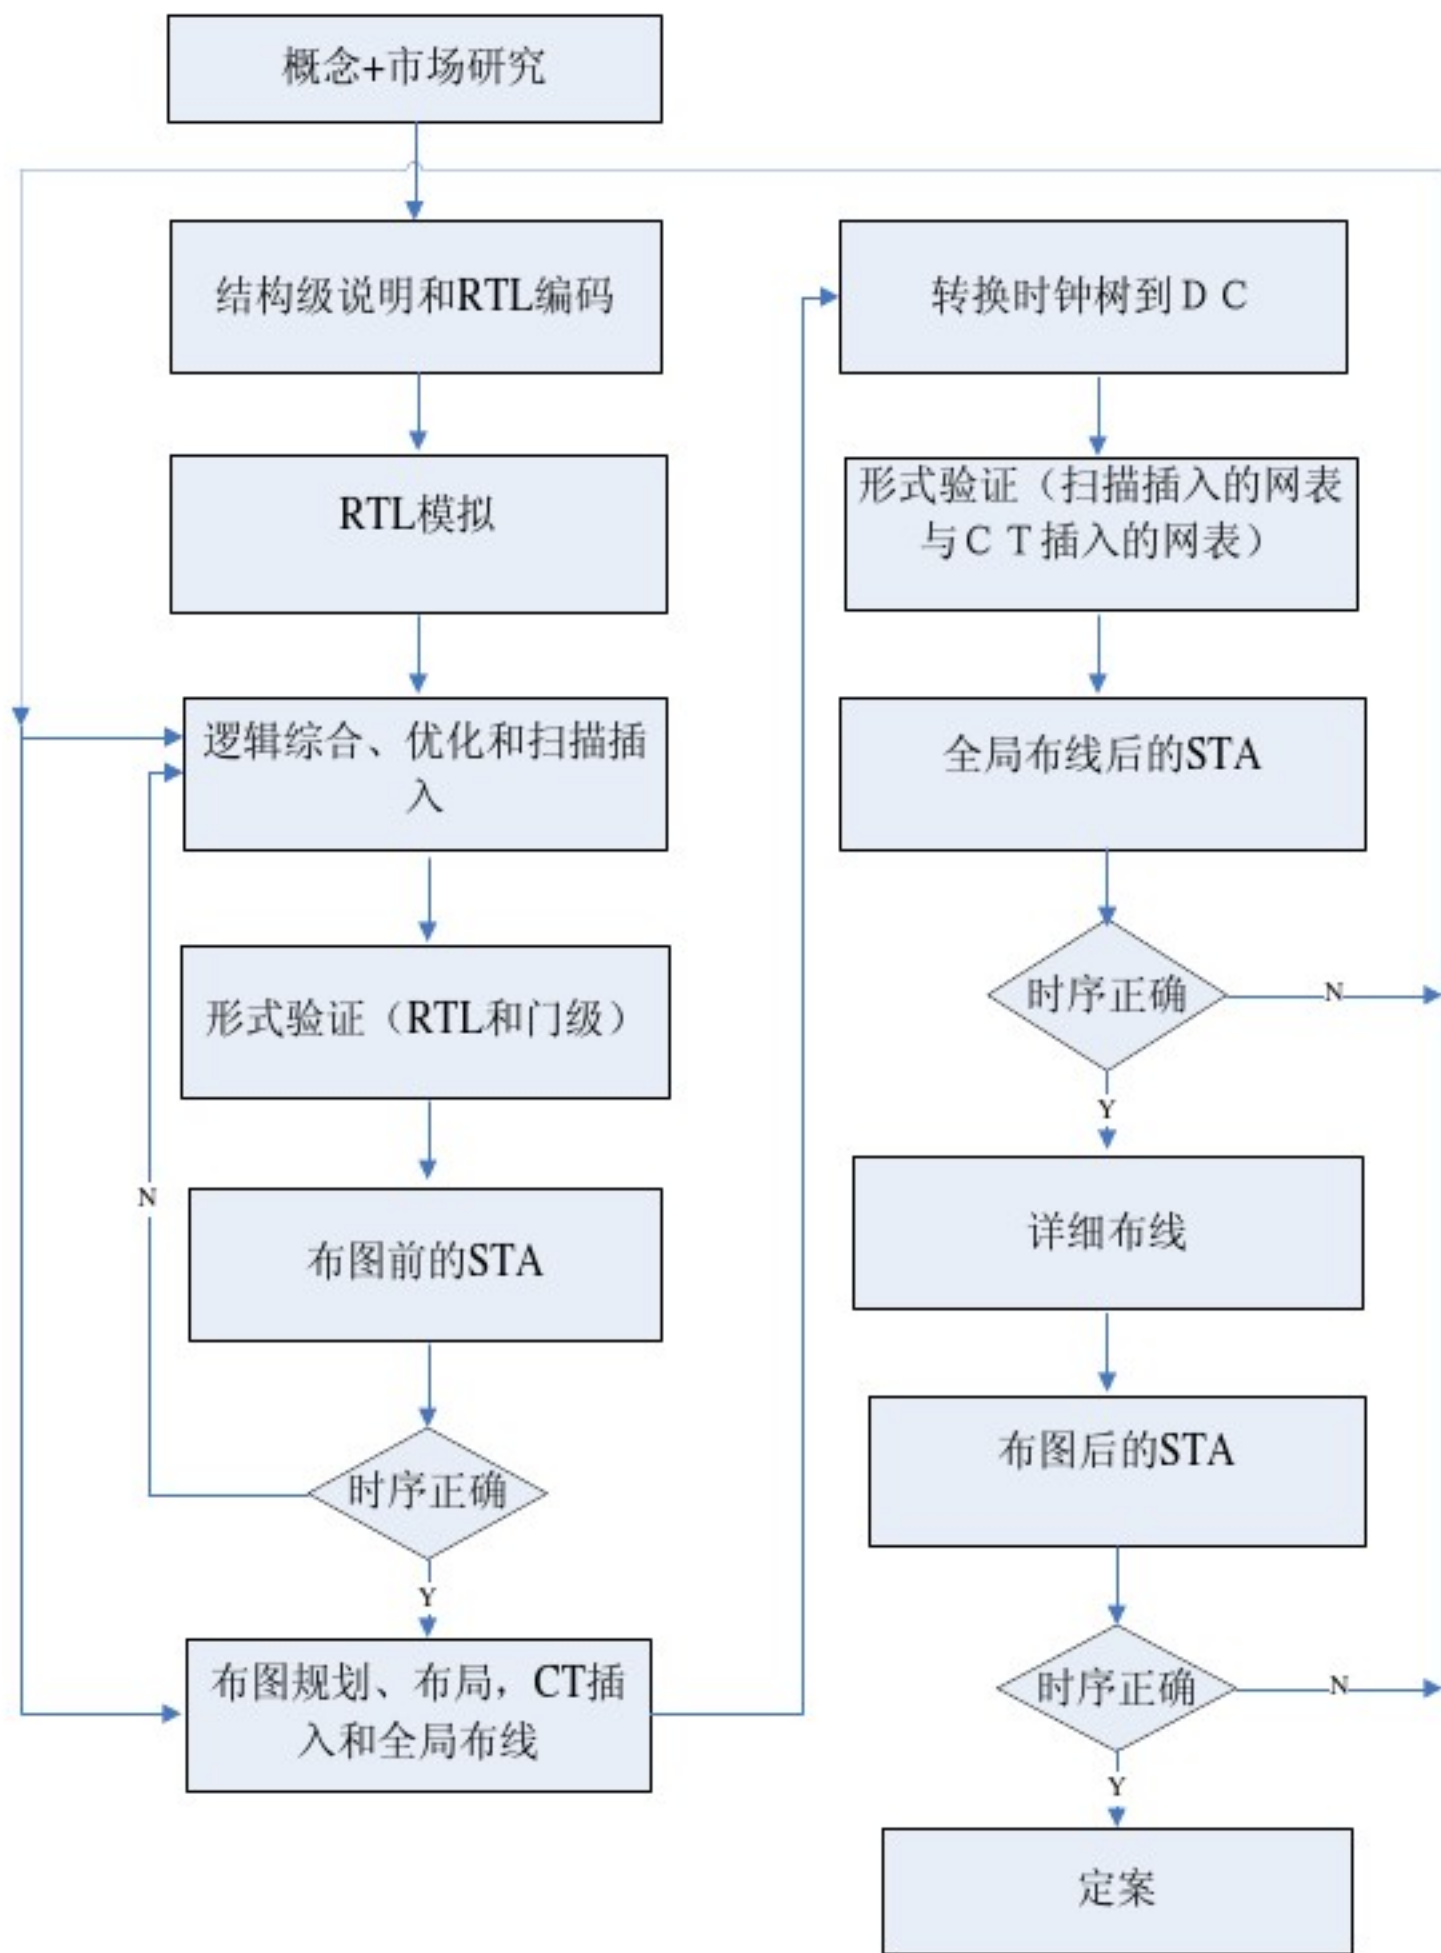 概念+市场研究
结构级说明和RTL编码
RTL模拟
逻辑综合、优化和扫描插
入
形式验证（RTL和门级）
N
布图前的STA
时序正确
Y
布图规划、布局，CT插
入和全局布线
转换时钟树到ＤＣ
形式验证（扫描插入的网表
与ＣＴ插入的网表）
全局布线后的STA
时序正确
N
Y
详细布线
布图后的STA
时序正确
N
Y
定案